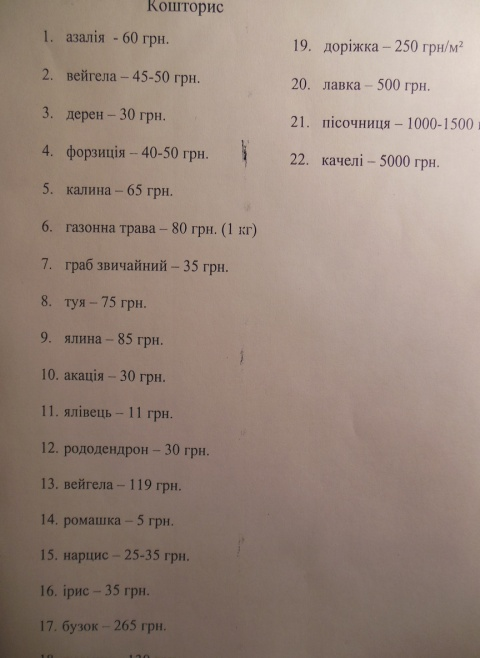 Кошторис
1. азалія - 60 грн.
2. вейгела – 45-50 грн.
3. дерен – 30 грн.
4. форзиція – 40-50 грн.
5. калина – 65 грн.
6. газонна трава – 80 грн. (1 кг)
7. граб звичайний – 35 грн.
8. туя – 75 грн.
9. ялина – 85 грн.
10. акація – 30 грн.
11. ялівець – 11 грн.
12. рододендрон – 30 грн.
13. вейгела – 119 грн.
14. ромашка – 5 грн.
15. нарцис – 25-35 грн.
16. ірис – 35 грн.
17. бузок – 265 грн.
19. доріжка – 250 грн/м²
20. лавка – 500 грн.
21. пісочниця – 1000-1500
22. качелі – 5000 грн.